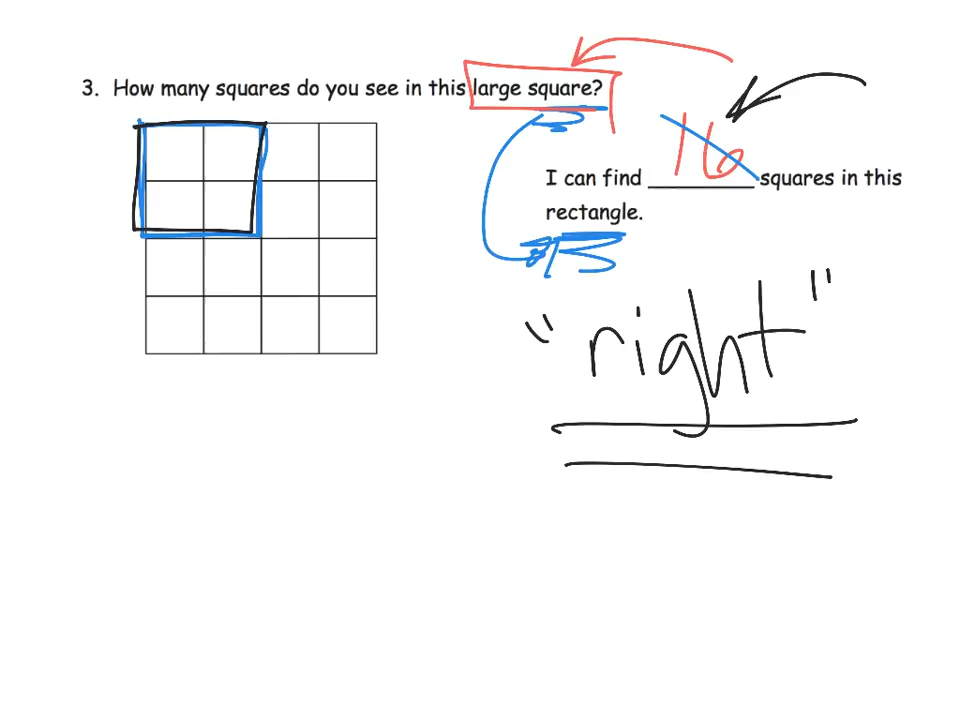 3. How many squares do you see in this large square?
16
I can find ________ squares in this
rectangle.
"right"